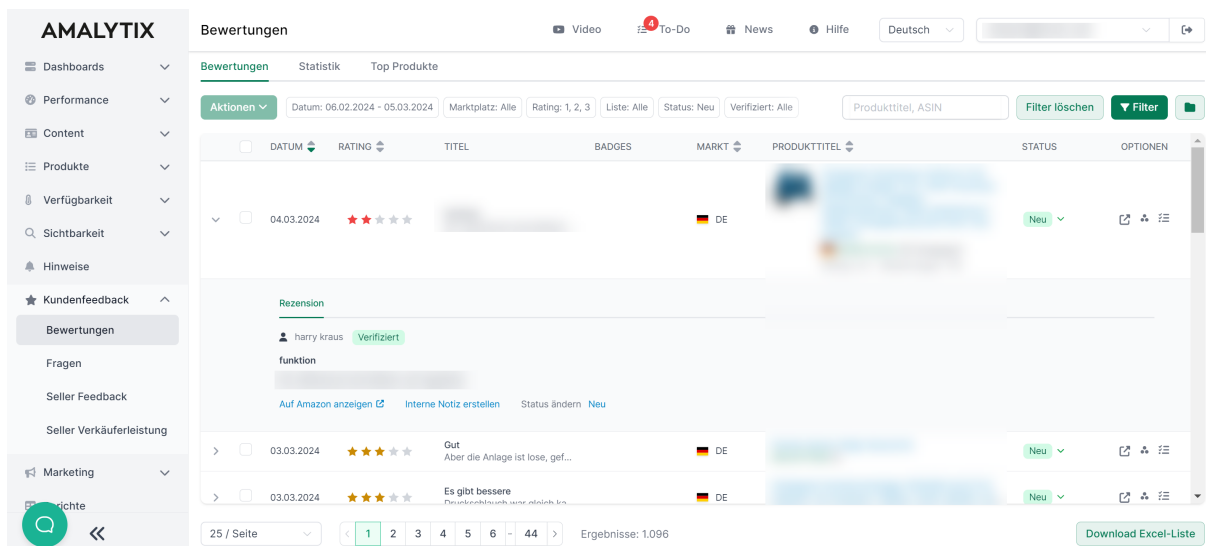 AMALYTIX
Bewertungen
Video
4
To-Do
News
Hilfe
Deutsch
Dashboards
Performance
Content
Produkte
Verfügbarkeit
Sichtbarkeit
Hinweise
Kundenfeedback
Bewertungen
Fragen
Seller Feedback
Seller Verkäuferleistung
Marketing
Bewertungen Statistik Top Produkte
Aktionen
Datum: 06.02.2024 - 05.03.2024
Marktplatz: Alle
Rating: 1, 2, 3
Liste: Alle
Status: Neu
Verifiziert: Alle
Produkttitel, ASIN
Filter löschen
Filter
DATUM RATING TITEL BADGES MARKT PRODUKTTITEL STATUS OPTIONEN
04.03.2024 DE Neu
Rezension
harry kraus Verifiziert
funktion
Auf Amazon anzeigen Interne Notiz erstellen Status ändern Neu
03.03.2024 Gut DE Neu
Aber die Anlage ist lose, gef...
03.03.2024 Es gibt bessere DE Neu
Druckschlauch war gleich ka...
25 / Seite
1 2 3 4 5 6 - 44
Ergebnisse: 1.096
Download Excel-Liste